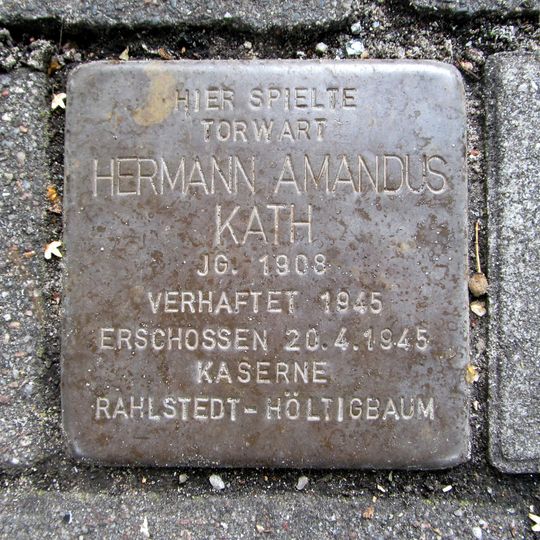 HIER SPIELTE
TORWART
HERMANN AMANDUS
KATH
JG. 1908
VERHAFTET 1945
ERSCHOSSEN 20.4.1945
KASERNE
RAHLSTEDT-HÖLTIGBAUM